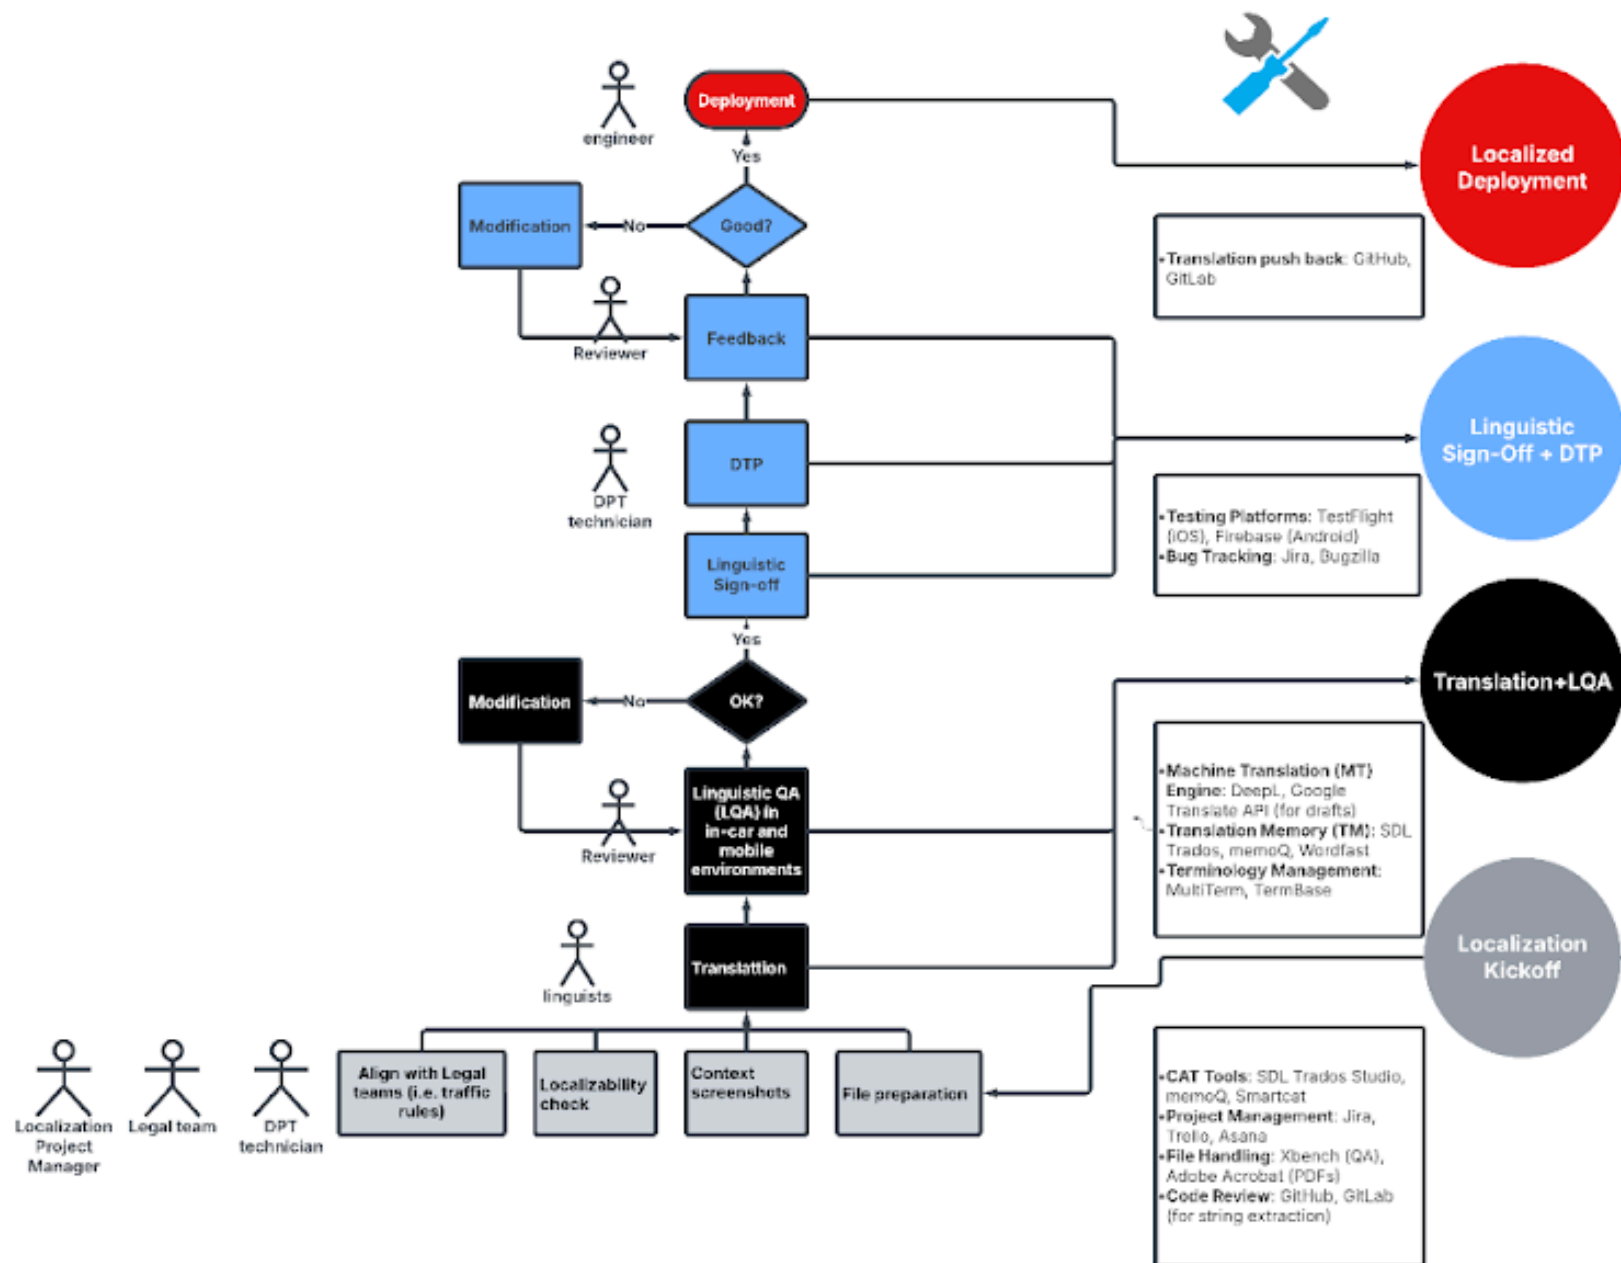 Deployment
engineer
Yes
Localized
Deployment
Modification
No
Good?
•Translation push back: GitHub,
GitLab
Reviewer
Feedback
Linguistic
Sign-Off + DTP
DPT
technician
DTP
•Testing Platforms: TestFlight
(iOS), Firebase (Android)
•Bug Tracking: Jira, Bugzilla
Linguistic
Sign-off
Yes
Modification
No
OK?
Translation+LQA
Reviewer
Linguistic QA
(LQA) in
in-car and
mobile
environments
•Machine Translation (MT)
Engine: DeepL, Google
Translate API (for drafts)
•Translation Memory (TM): SDL
Trados, memoQ, Wordfast
•Terminology Management:
MultiTerm, TermBase
linguists
Translattion
Localization
Kickoff
Localization
Project
Manager
Legal team
DPT
technician
Align with Legal
teams (i.e. traffic
rules)
Localizability
check
Context
screenshots
File preparation
•CAT Tools: SDL Trados Studio,
memoQ, Smartcat
•Project Management: Jira,
Trello, Asana
•File Handling: Xbench (QA),
Adobe Acrobat (PDFs)
•Code Review: GitHub, GitLab
(for string extraction)